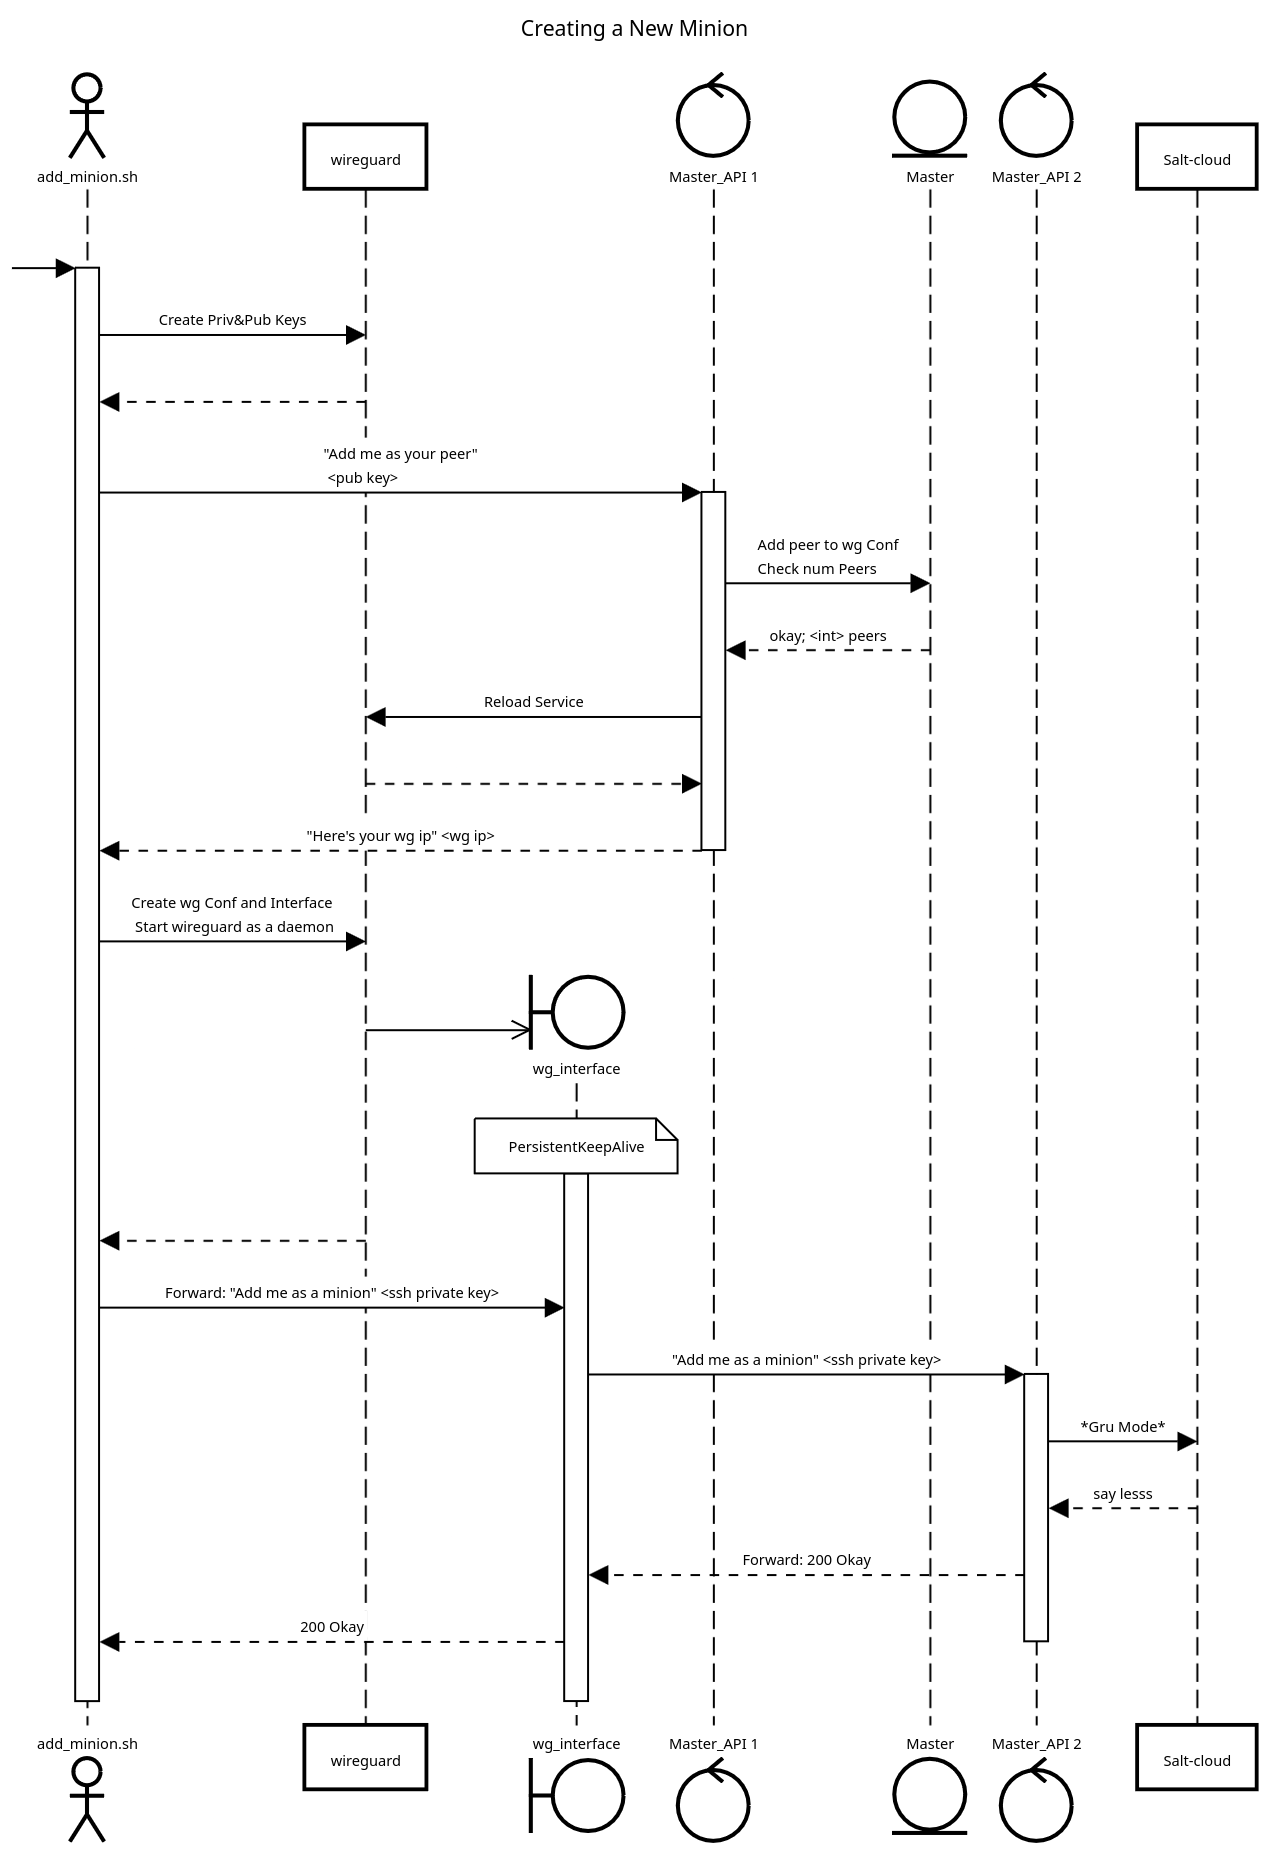 Creating a New Minion
add_minion.sh
wireguard
Master_API 1
Master
Master_API 2
Salt-cloud
Create Priv&Pub Keys
"Add me as your peer"
<pub key>
Add peer to wg Conf
Check num Peers
okay; <int> peers
Reload Service
"Here's your wg ip" <wg ip>
Create wg Conf and Interface
Start wireguard as a daemon
wg_interface
PersistentKeepAlive
Forward: "Add me as a minion" <ssh private key>
"Add me as a minion" <ssh private key>
*Gru Mode*
say lesss
Forward: 200 Okay
200 Okay
add_minion.sh
wireguard
wg_interface
Master_API 1
Master
Master_API 2
Salt-cloud